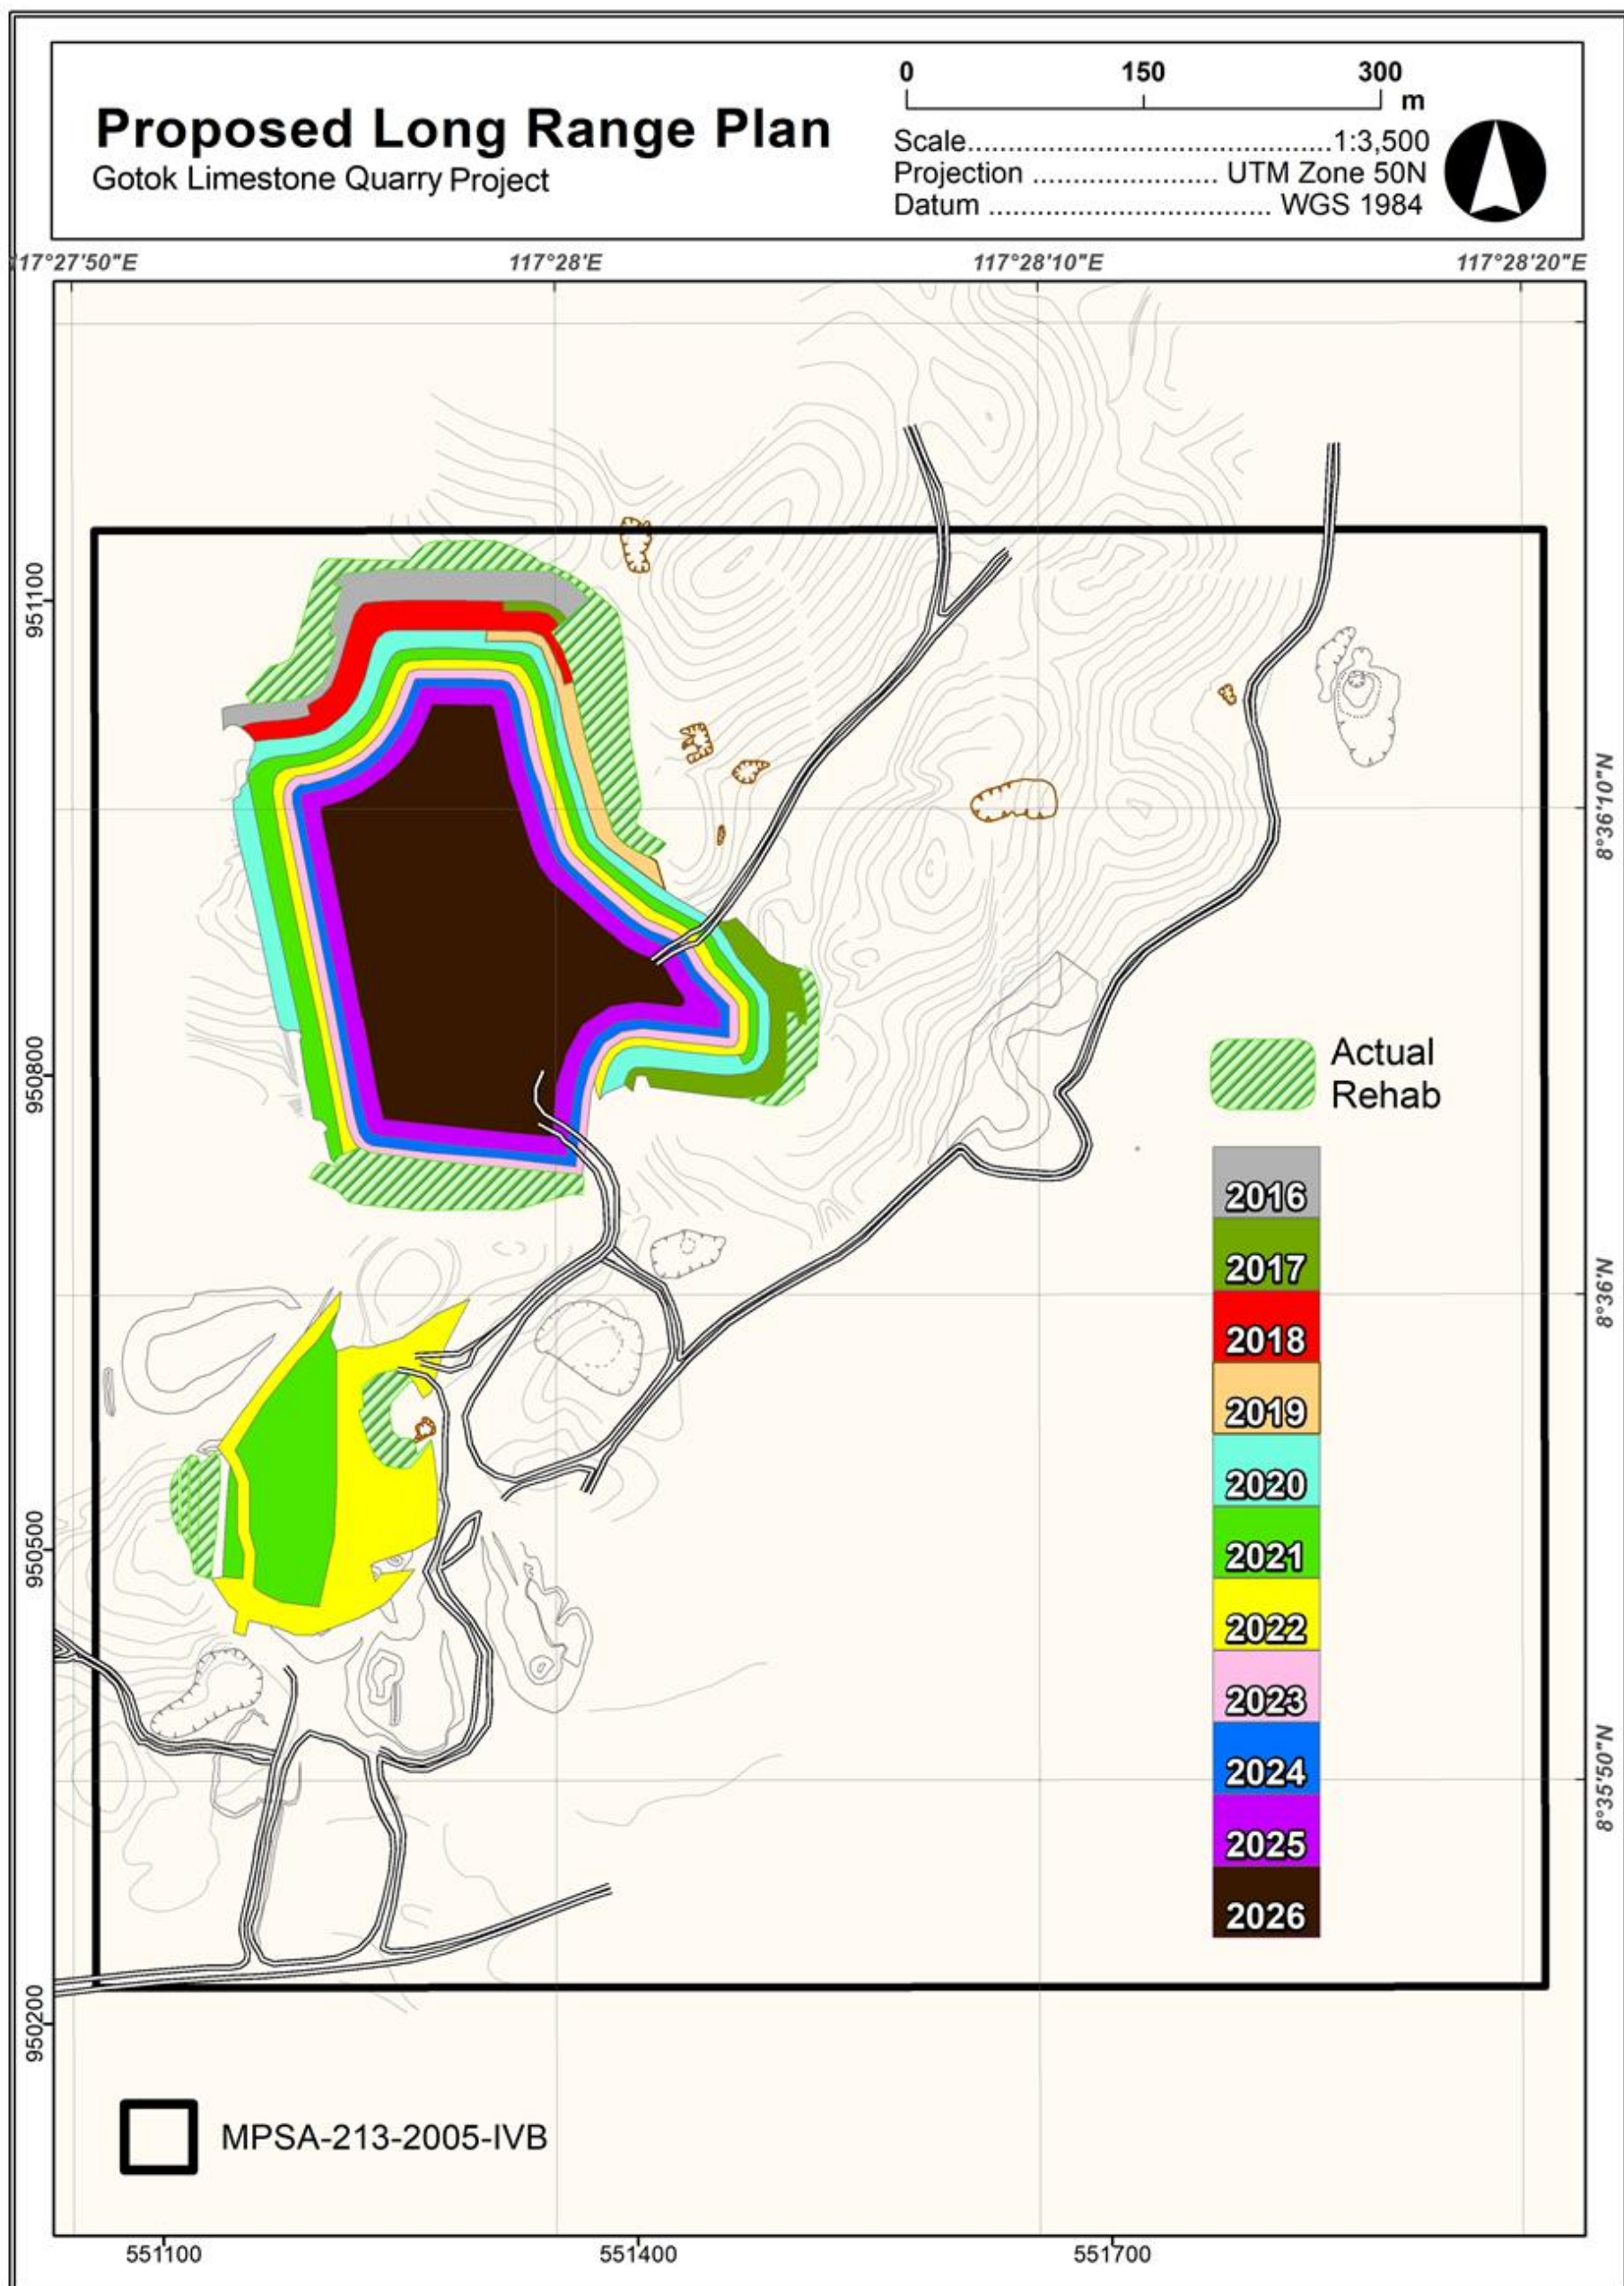 Proposed Long Range Plan
Gotok Limestone Quarry Project
0 150 300
m
Scale..........................................1:3,500
Projection ...................... UTM Zone 50N
Datum ................................. WGS 1984
117°27'50"E 117°28'E 117°28'10"E 117°28'20"E
951100
8°36'10"N
950800
8°36'N
950500
8°35'50"N
950200
Actual
Rehab
2016
2017
2018
2019
2020
2021
2022
2023
2024
2025
2026
MPSA-213-2005-IVB
551100 551400 551700